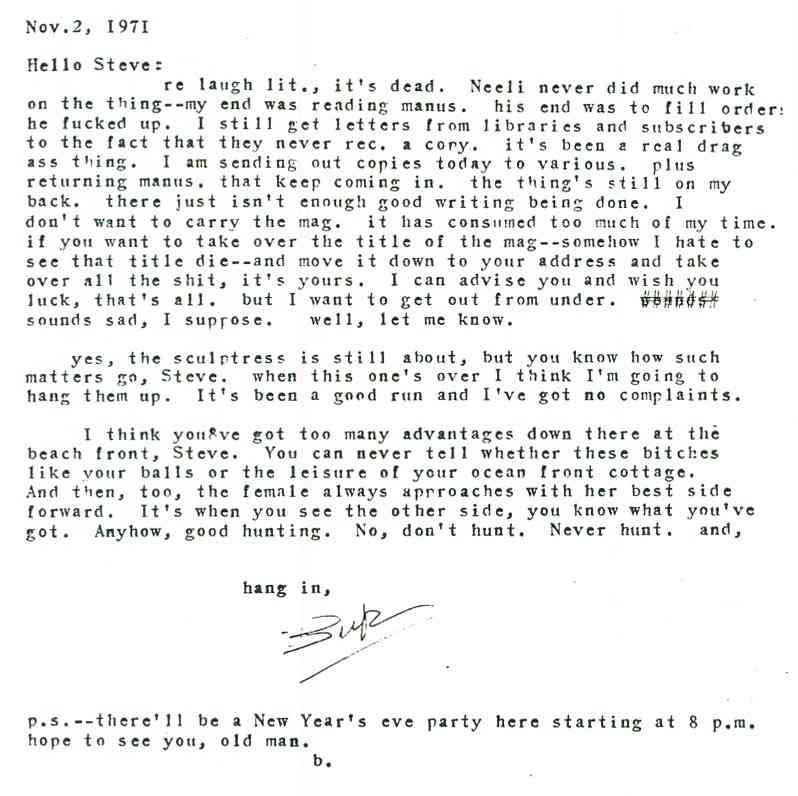 Nov.2, 1971
Hello Steve:
re laugh lit., it's dead. Neeli never did much work
on the thing--my end was reading manus. his end was to fill order:
he fucked up. I still get letters from libraries and subscribers
to the fact that they never rec. a copy. it's been a real drag
ass thing. I am sending out copies today to various. plus
returning manus. that keep coming in. the thing's still on my
back. there just isn't enough good writing being done. I
don't want to carry the mag. it has consumed too much of my time.
if you want to take over the title of the mag--somehow I hate to
see that title die--and move it down to your address and take
over all the shit, it's yours. I can advise you and wish you
luck, that's all. but I want to get out from under.
sounds sad, I suppose. well, let me know.
yes, the sculptress is still about, but you know how such
matters go, Steve. when this one's over I think I'm going to
hang them up. It's been a good run and I've got no complaints.
I think you&ve got too many advantages down there at the
beach front, Steve. You can never tell whether these bitches
like your balls or the leisure of your ocean front cottage.
And then, too, the female always approaches with her best side
forward. It's when you see the other side, you know what you've
got. Anyhow, good hunting. No, don't hunt. Never hunt. and,
hang in,
Buk
p.s.--there'll be a New Year's eve party here starting at 8 p.m.
hope to see you, old man.
b.